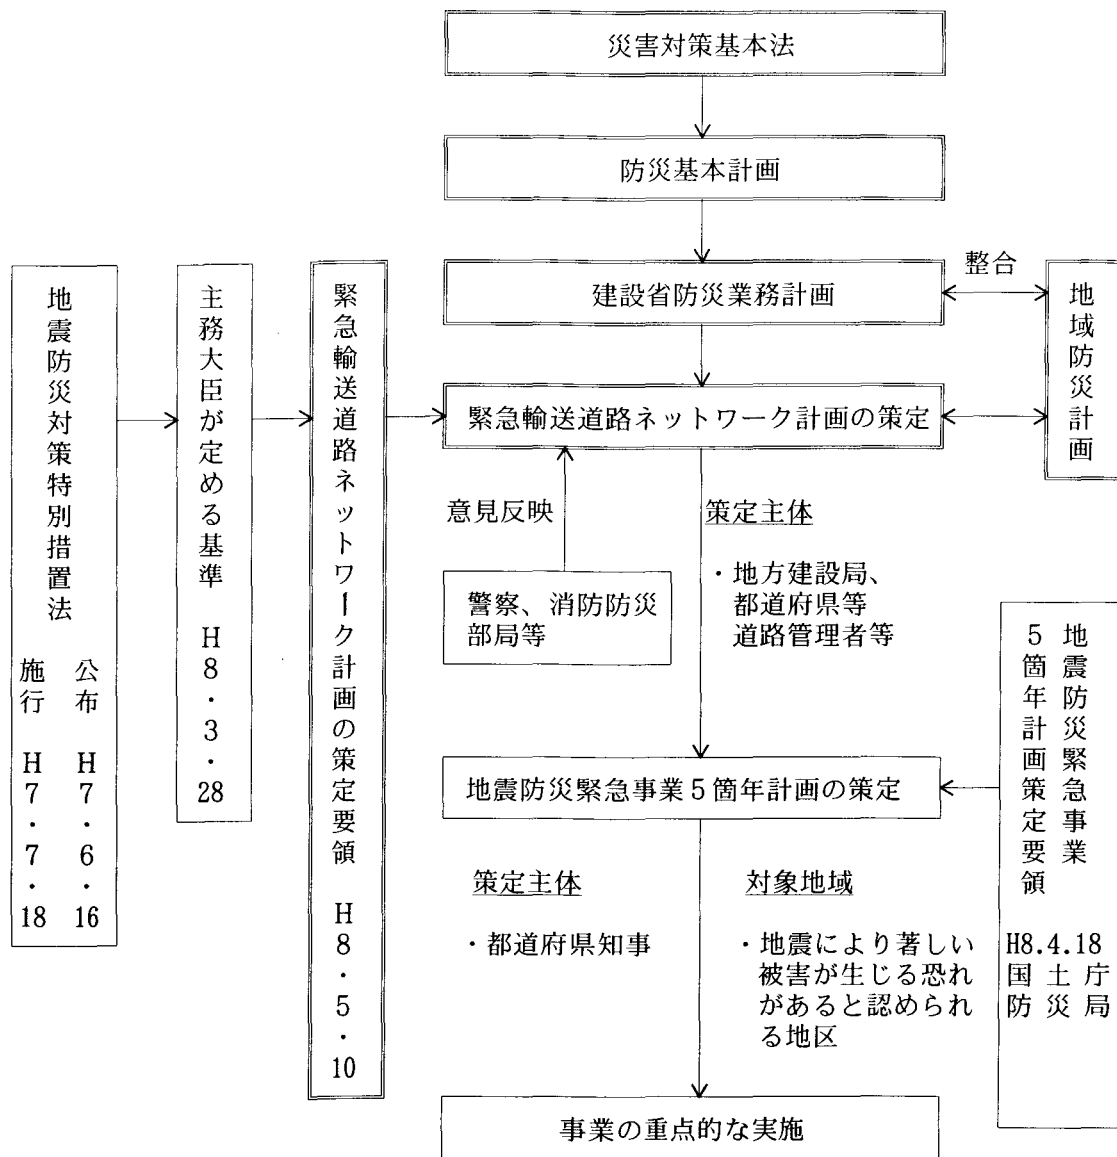 災害対策基本法
防災基本計画
建設省防災業務計画
整合
地域防災計画
緊急輸送道路ネットワーク計画の策定
地震防災対策特別措置法
公布 H7・6・16
施行 H7・7・18
主務大臣が定める基準 H8・3・28
緊急輸送道路ネットワーク計画の策定要領 H8・5・10
意見反映
警察、消防防災
部局等
策定主体
・地方建設局、
都道府県等
道路管理者等
地震防災緊急事業
5箇年計画策定要領
H8.4.18
国土庁
防災局
地震防災緊急事業5箇年計画の策定
策定主体
・都道府県知事
対象地域
・地震により著しい
被害が生じる恐れ
があると認められ
る地区
事業の重点的な実施